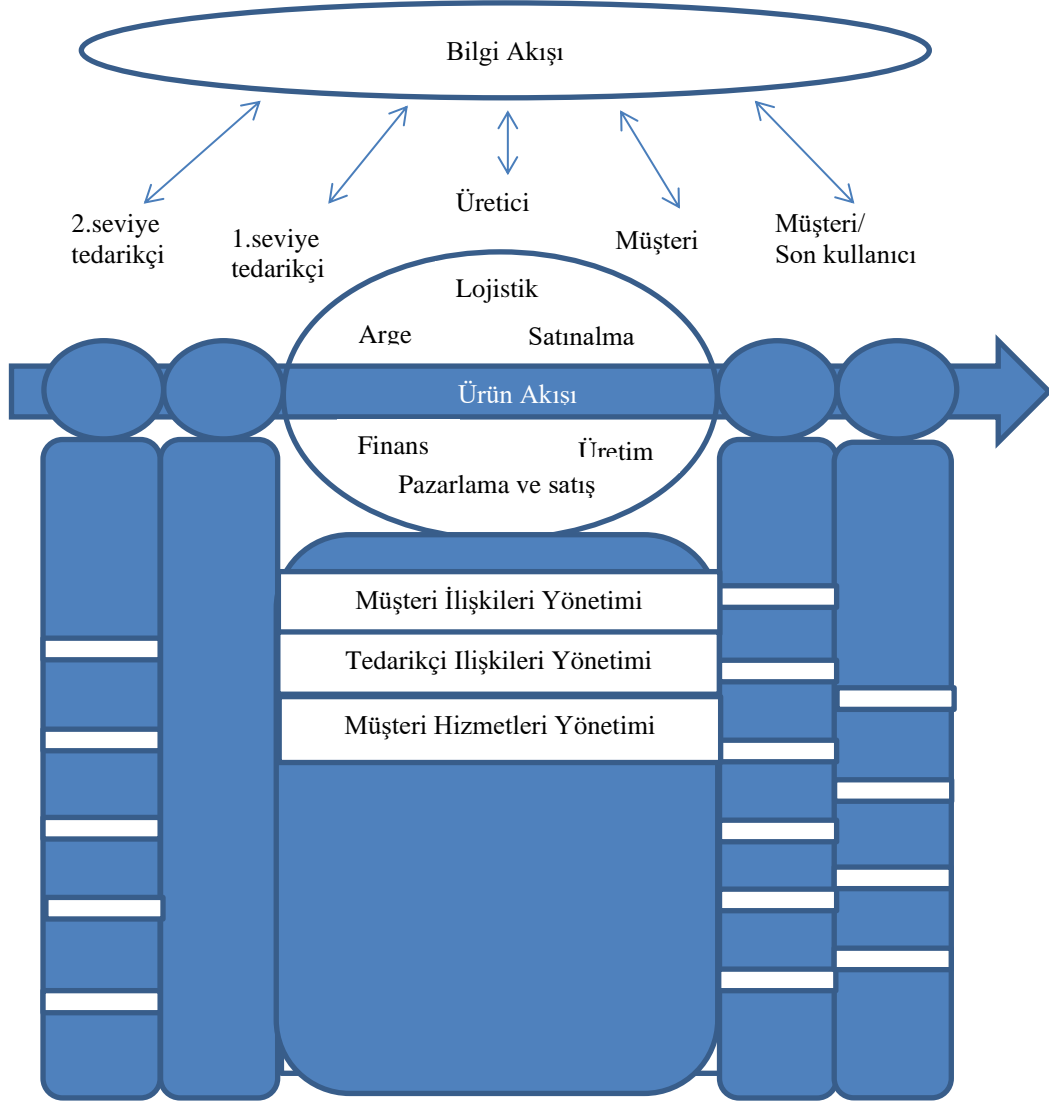 Bilgi Akışı
2.seviye
tedarikçi
1.seviye
tedarikçi
Üretici
Müşteri
Müşteri/
Son kullanıcı
Lojistik
Arge
Satınalma
Ürün Akışı
Finans
Üretim
Pazarlama ve satış
Müşteri İlişkileri Yönetimi
Tedarikçi Ilişkileri Yönetimi
Müşteri Hizmetleri Yönetimi